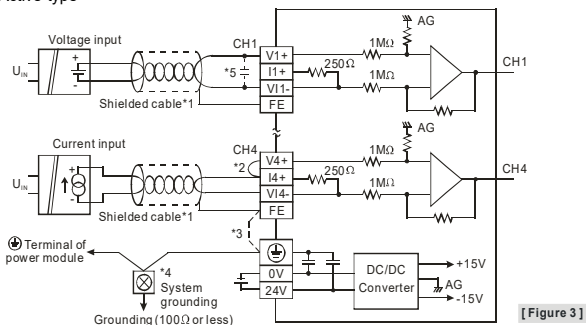 Voltage input
CH1
AG
U_IN
+
-
*5
V1+
I1+
VI1-
FE
250Ω
1MΩ
1MΩ
CH1
Shielded cable*1
Current input
CH4
AG
U_IN
+
-
*2
V4+
I4+
VI4-
FE
250Ω
1MΩ
1MΩ
CH4
Shielded cable*1
*3
Terminal of
power module
*4
System
grounding
Grounding (100Ω or less)
0V
24V
DC/DC
Converter
+15V
AG
-15V
[ Figure 3 ]